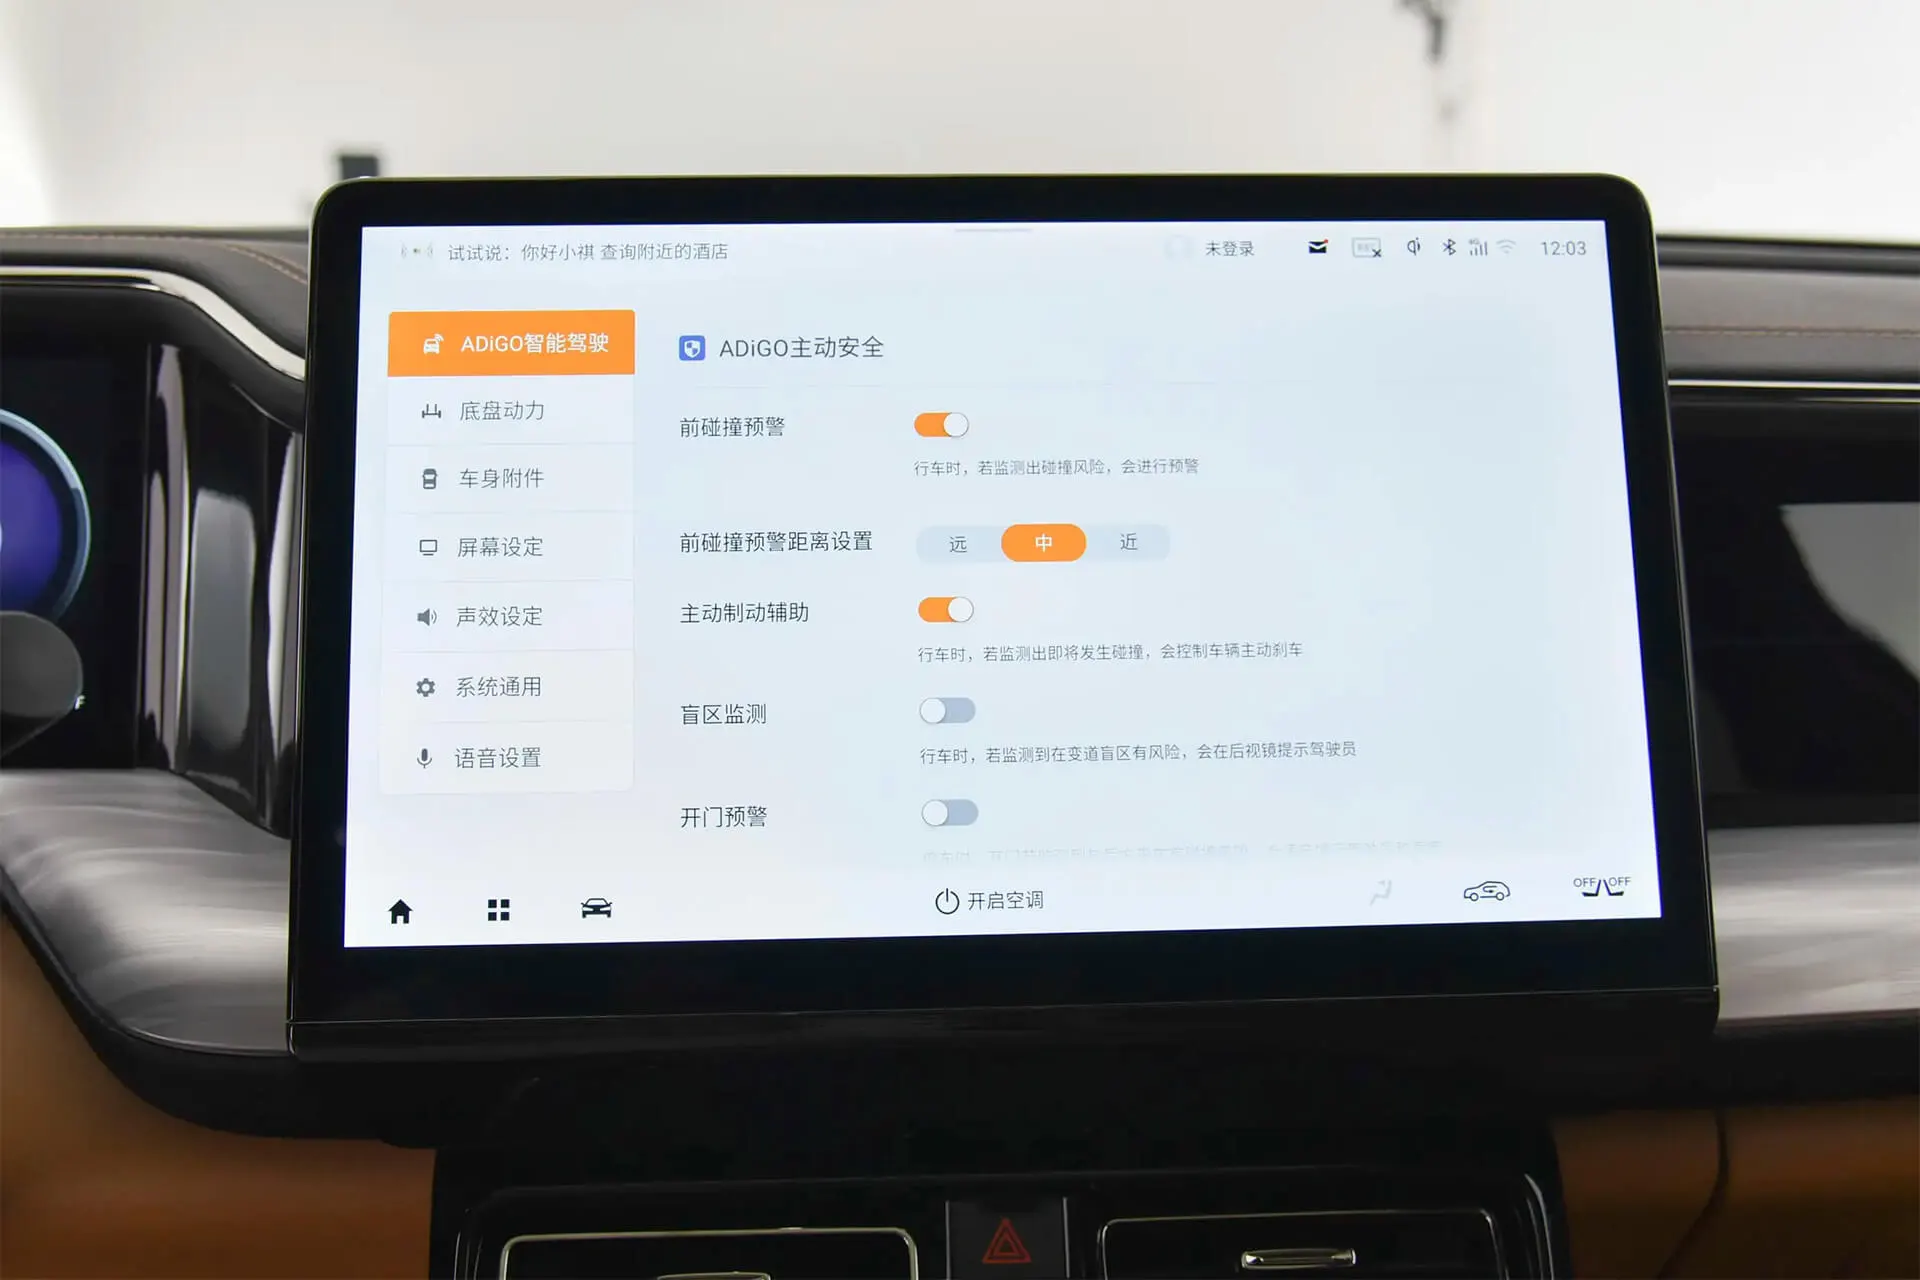 试试说：你好小祺 查询附近的酒店
未登录
12:03
ADiGO智能驾驶
底盘动力
车身附件
屏幕设定
声效设定
系统通用
语音设置
ADiGO主动安全
前碰撞预警
行车时，若监测出碰撞风险，会进行预警
前碰撞预警距离设置
远 中 近
主动制动辅助
行车时，若监测出即将发生碰撞，会控制车辆主动刹车
盲区监测
行车时，若监测到在变道盲区有风险，会在后视镜提示驾驶员
开门预警
开启空调
OFF OFF
F